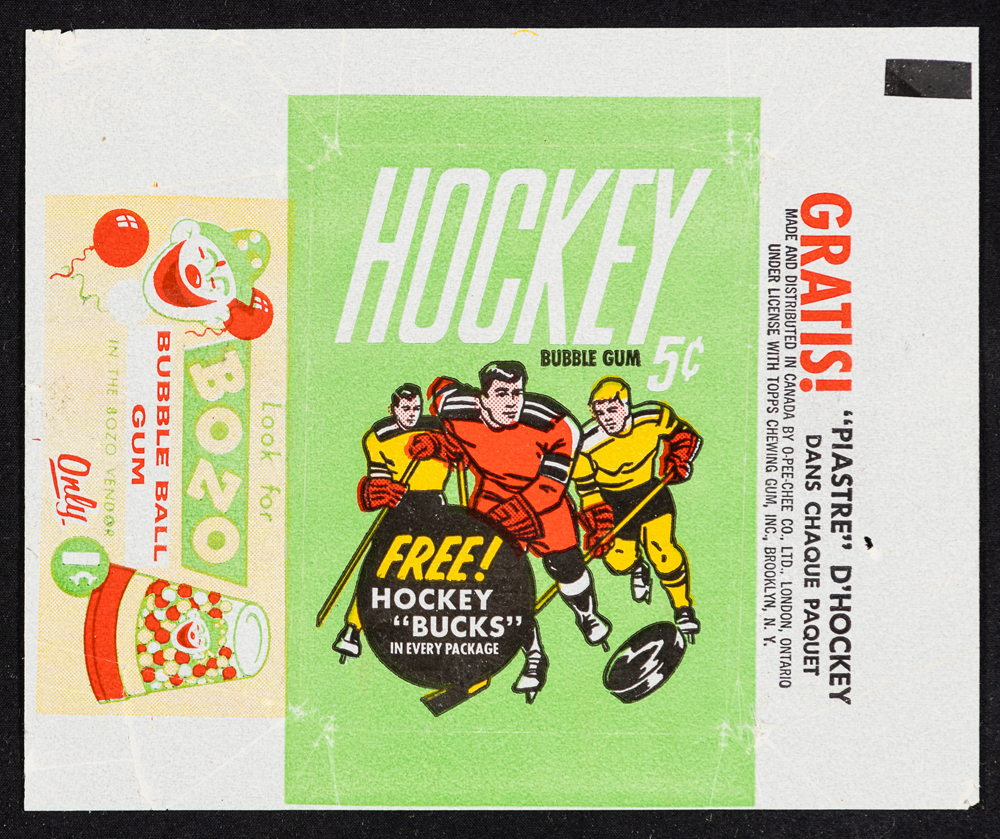 HOCKEY
BUBBLE GUM 5¢
FREE!
HOCKEY
"BUCKS"
IN EVERY PACKAGE
Look for
BOZO
BUBBLE BALL
GUM
IN THE BOZO VENDOR
Only
1¢
GRATIS! "PIASTRE" D'HOCKEY
DANS CHAQUE PAQUET
MADE AND DISTRIBUTED IN CANADA BY O-PEE-CHEE CO., LTD., LONDON, ONTARIO
UNDER LICENSE WITH TOPPS CHEWING GUM, INC., BROOKLYN, N. Y.